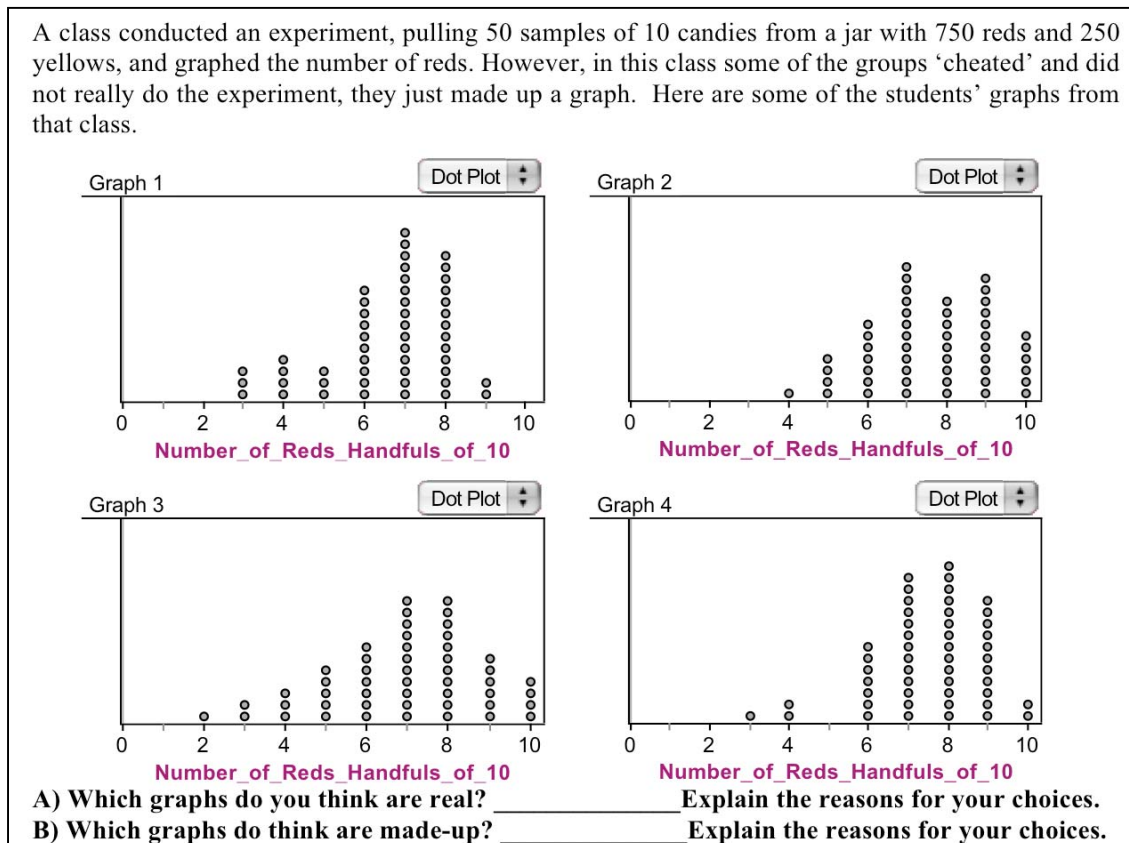 A class conducted an experiment, pulling 50 samples of 10 candies from a jar with 750 reds and 250
yellows, and graphed the number of reds. However, in this class some of the groups ‘cheated’ and did
not really do the experiment, they just made up a graph.  Here are some of the students’ graphs from
that class.
Graph 1 Dot Plot
0 2 4 6 8 10
Number_of_Reds_Handfuls_of_10
Graph 2 Dot Plot
0 2 4 6 8 10
Number_of_Reds_Handfuls_of_10
Graph 3 Dot Plot
0 2 4 6 8 10
Number_of_Reds_Handfuls_of_10
Graph 4 Dot Plot
0 2 4 6 8 10
Number_of_Reds_Handfuls_of_10
A) Which graphs do you think are real? _______________Explain the reasons for your choices.
B) Which graphs do think are made-up? _______________Explain the reasons for your choices.